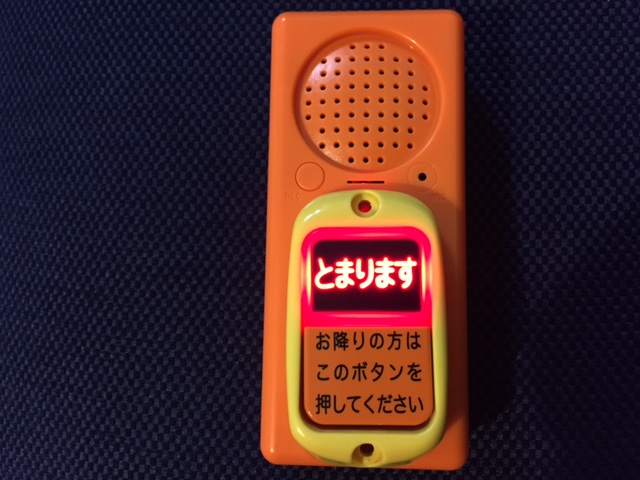 とまります
お降りの方は
このボタンを
押してください